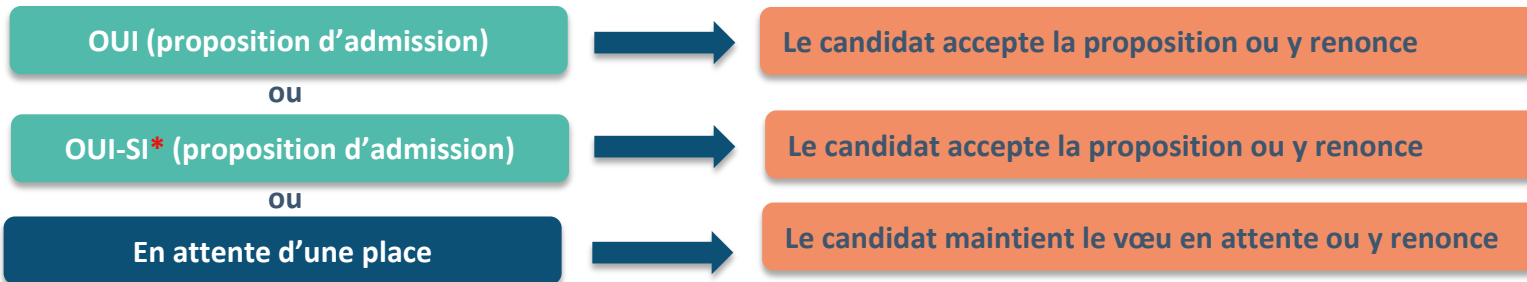 OUI (proposition d’admission)
Le candidat accepte la proposition ou y renonce
ou
OUI-SI* (proposition d’admission)
Le candidat accepte la proposition ou y renonce
ou
En attente d’une place
Le candidat maintient le vœu en attente ou y renonce